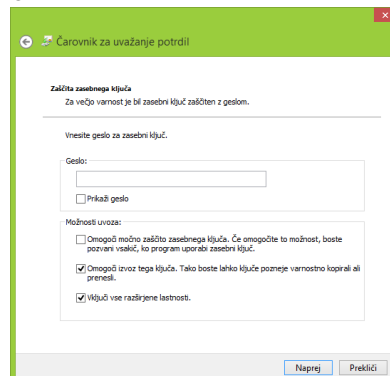 Čarovnik za uvažanje potrdil
Zaščita zasebnega ključa
Za večjo varnost je bil zasebni ključ zaščiten z geslom.
Vnesite geslo za zasebni ključ.
Geslo:
Prikaži geslo
Možnosti uvoza:
Omogoči močno zaščito zasebnega ključa. Če omogočite to možnost, boste
pozvani vsakič, ko program uporabi zasebni ključ.
Omogoči izvoz tega ključa. Tako boste lahko ključe pozneje varnostno kopirali ali
prenesli.
Vključi vse razširjene lastnosti.
Naprej Prekliči